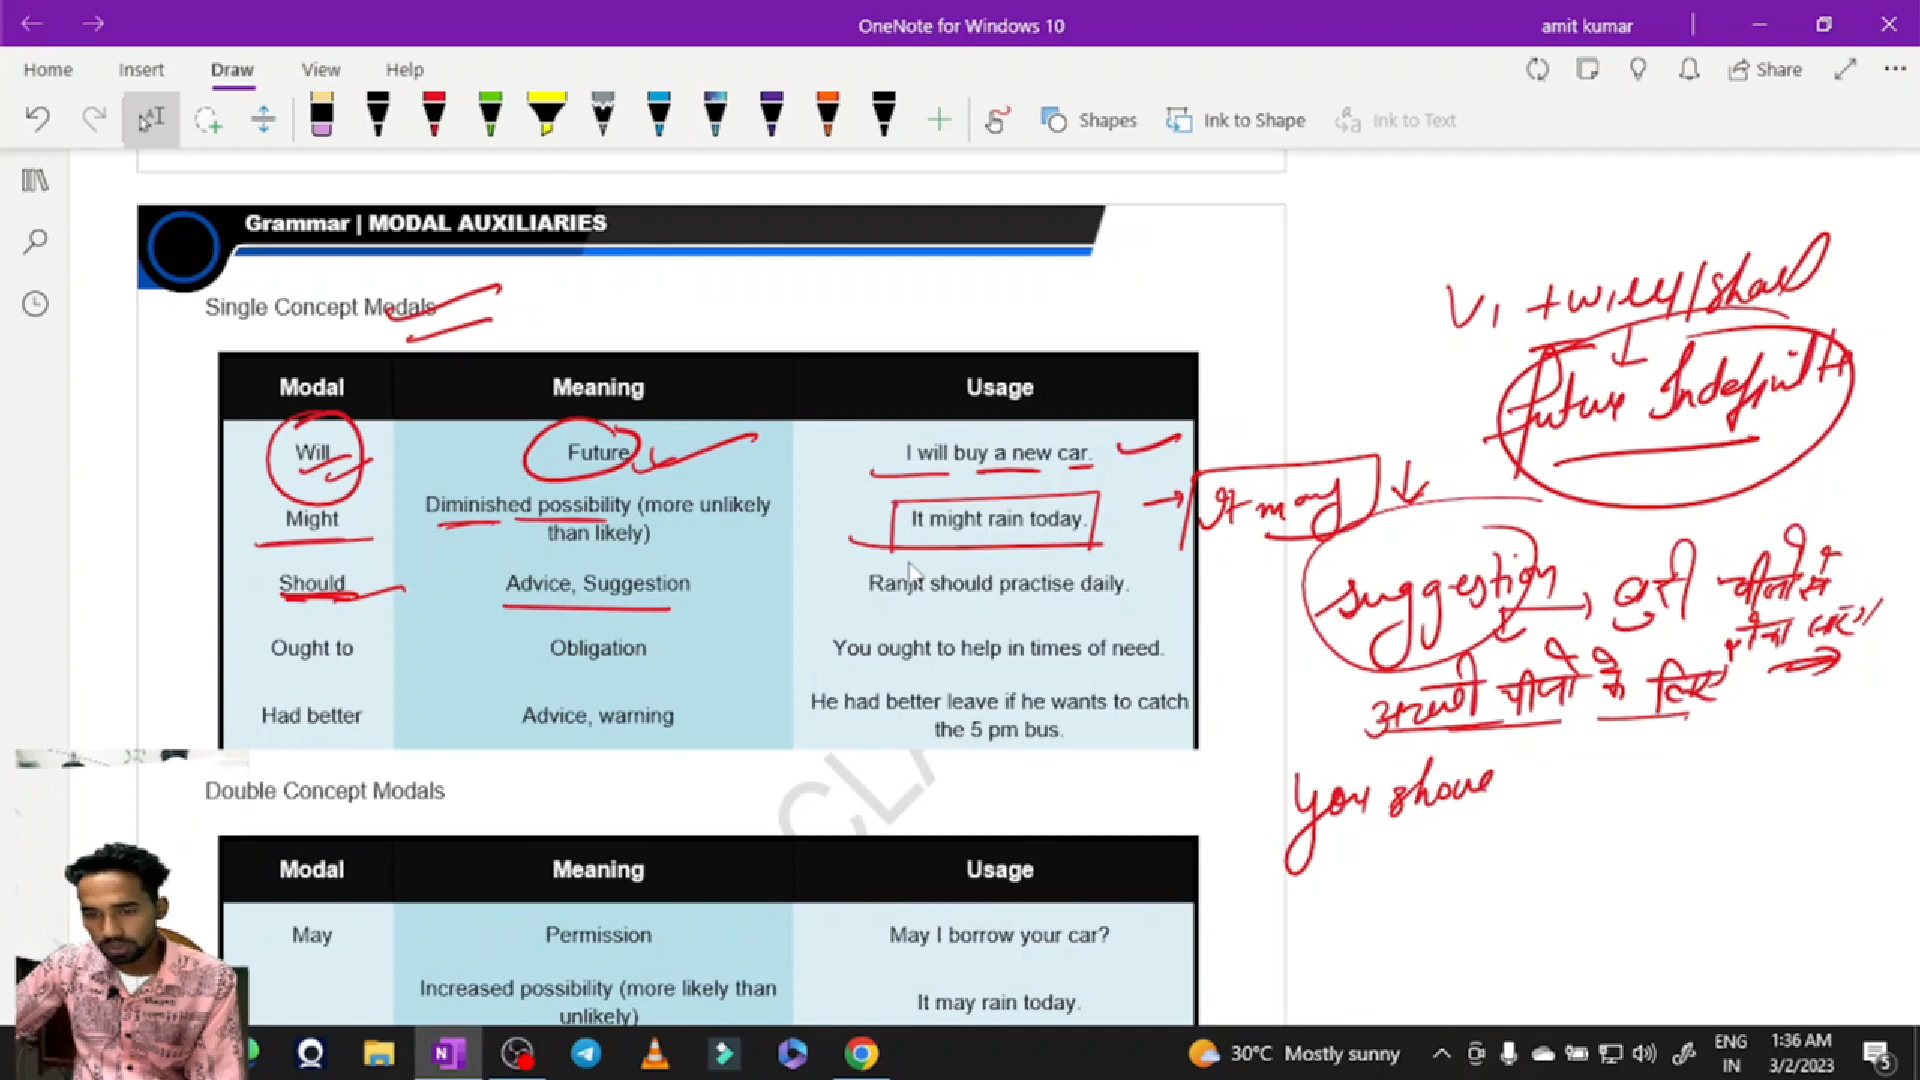 OneNote for Windows 10
amit kumar
Home Insert Draw View Help
Share
Shapes Ink to Shape Ink to Text
Grammar | MODAL AUXILIARIES
Single Concept Modals
Modal Meaning Usage
Will Future I will buy a new car.
Might Diminished possibility (more unlikely than likely) It might rain today.
Should Advice, Suggestion Ranjit should practise daily.
Ought to Obligation You ought to help in times of need.
Had better Advice, warning He had better leave if he wants to catch
the 5 pm bus.
Double Concept Modals
Modal Meaning Usage
May Permission May I borrow your car?
Increased possibility (more likely than
unlikely) It may rain today.
V1 + will/shall
future Indefinite
It may
suggestion बुरी चीजो से
अच्छी चीजो के लिए
You shou
30°C Mostly sunny
ENG
IN
1:36 AM
3/2/2023
5